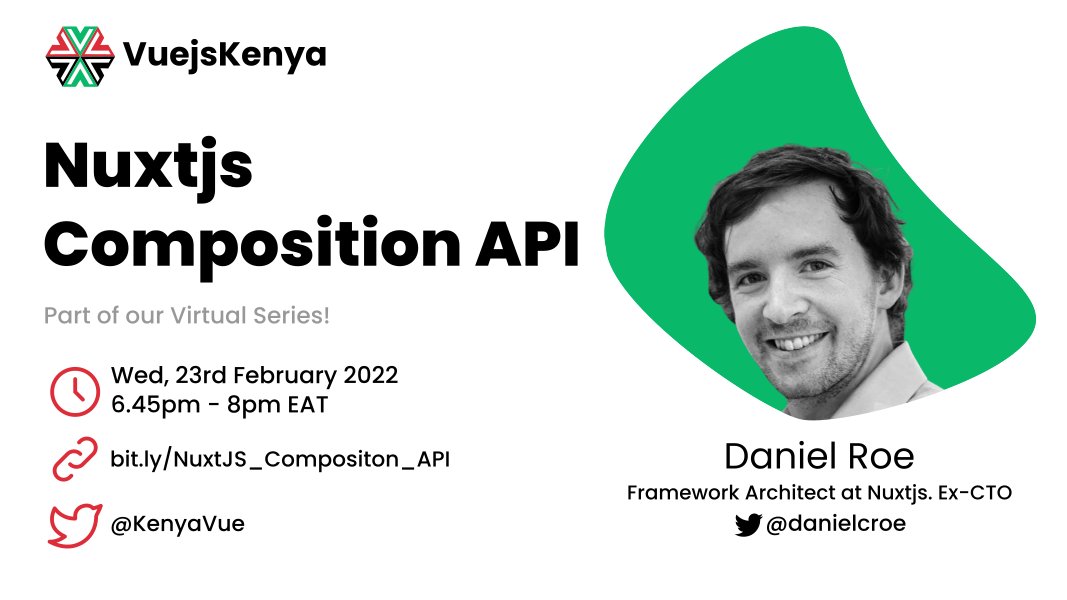 VuejsKenya
Nuxtjs
Composition API
Part of our Virtual Series!
Wed, 23rd February 2022
6.45pm - 8pm EAT
bit.ly/NuxtJS_Compositon_API
@KenyaVue
Daniel Roe
Framework Architect at Nuxtjs. Ex-CTO
@danielcroe